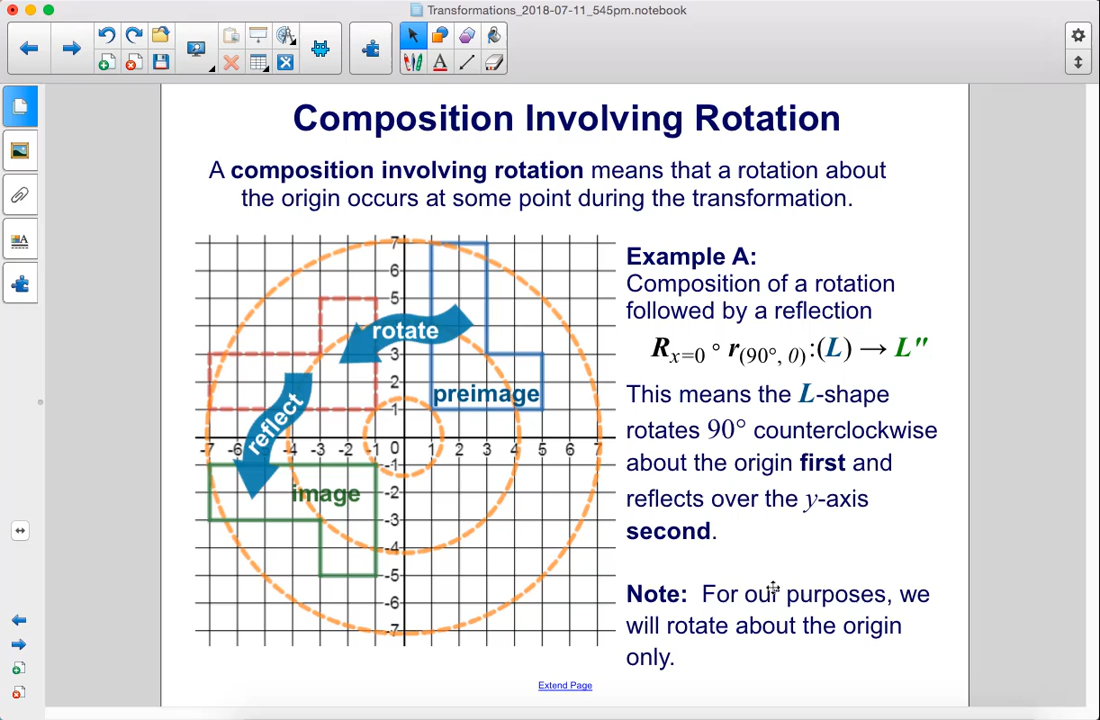 Transformations_2018-07-11_545pm.notebook
Composition Involving Rotation
A composition involving rotation means that a rotation about
the origin occurs at some point during the transformation.
7
6
5
3
2
1
0
-7 -6 -4 -3 -2 -1 1 2 3 4 5 6 7
-1
-2
-3
-4
-5
-6
-7
rotate
reflect
preimage
image
Example A:
Composition of a rotation
followed by a reflection
Rx=0 ∘ r(90°, 0):(L) → L″
This means the L-shape
rotates 90° counterclockwise
about the origin first and
reflects over the y-axis
second.
Note: For our purposes, we
will rotate about the origin
only.
Extend Page